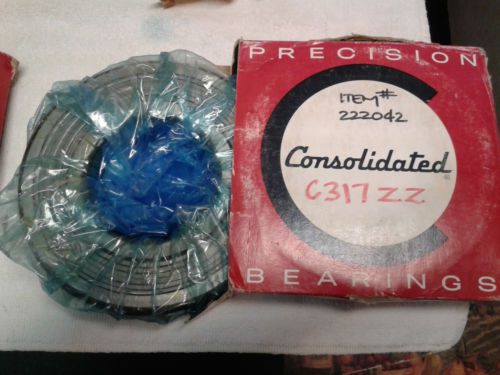 PRECISION
ITEM#
222042
Consolidated
C317ZZ
BEARINGS